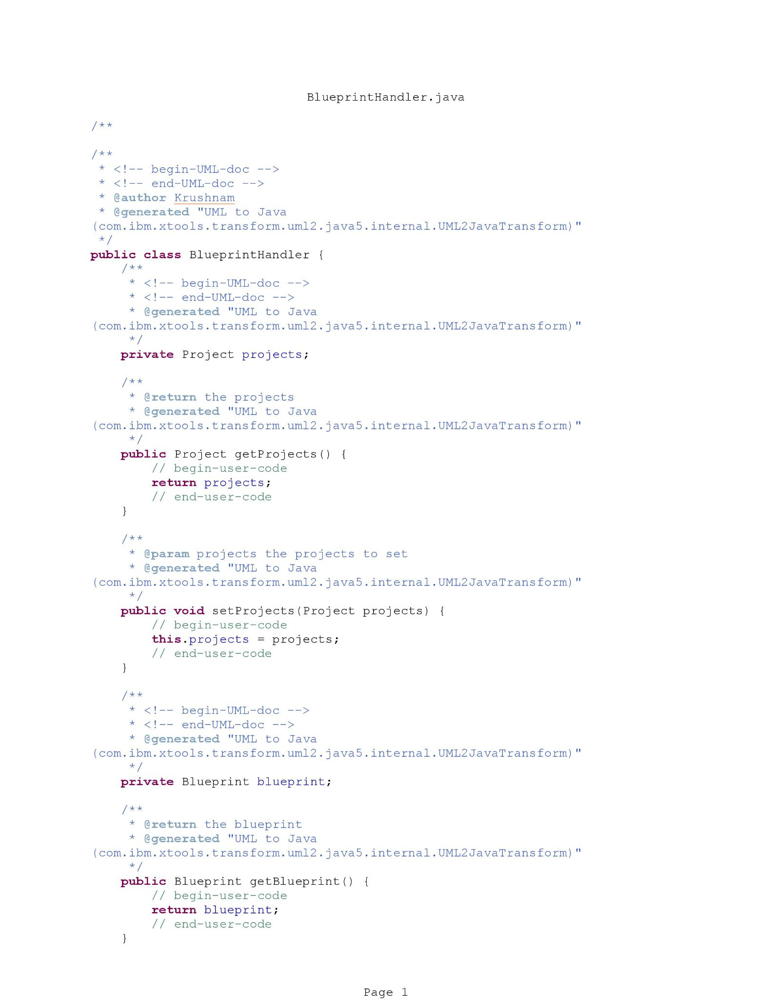 BlueprintHandler.java
/**
/**
 * <!-- begin-UML-doc -->
 * <!-- end-UML-doc -->
 * @author Krushnam
 * @generated "UML to Java
(com.ibm.xtools.transform.uml2.java5.internal.UML2JavaTransform)"
 */
public class BlueprintHandler {
    /**
     * <!-- begin-UML-doc -->
     * <!-- end-UML-doc -->
     * @generated "UML to Java
(com.ibm.xtools.transform.uml2.java5.internal.UML2JavaTransform)"
     */
    private Project projects;
    /**
     * @return the projects
     * @generated "UML to Java
(com.ibm.xtools.transform.uml2.java5.internal.UML2JavaTransform)"
     */
    public Project getProjects() {
        // begin-user-code
        return projects;
        // end-user-code
    }
    /**
     * @param projects the projects to set
     * @generated "UML to Java
(com.ibm.xtools.transform.uml2.java5.internal.UML2JavaTransform)"
     */
    public void setProjects(Project projects) {
        // begin-user-code
        this.projects = projects;
        // end-user-code
    }
    /**
     * <!-- begin-UML-doc -->
     * <!-- end-UML-doc -->
     * @generated "UML to Java
(com.ibm.xtools.transform.uml2.java5.internal.UML2JavaTransform)"
     */
    private Blueprint blueprint;
    /**
     * @return the blueprint
     * @generated "UML to Java
(com.ibm.xtools.transform.uml2.java5.internal.UML2JavaTransform)"
     */
    public Blueprint getBlueprint() {
        // begin-user-code
        return blueprint;
        // end-user-code
    }
Page 1